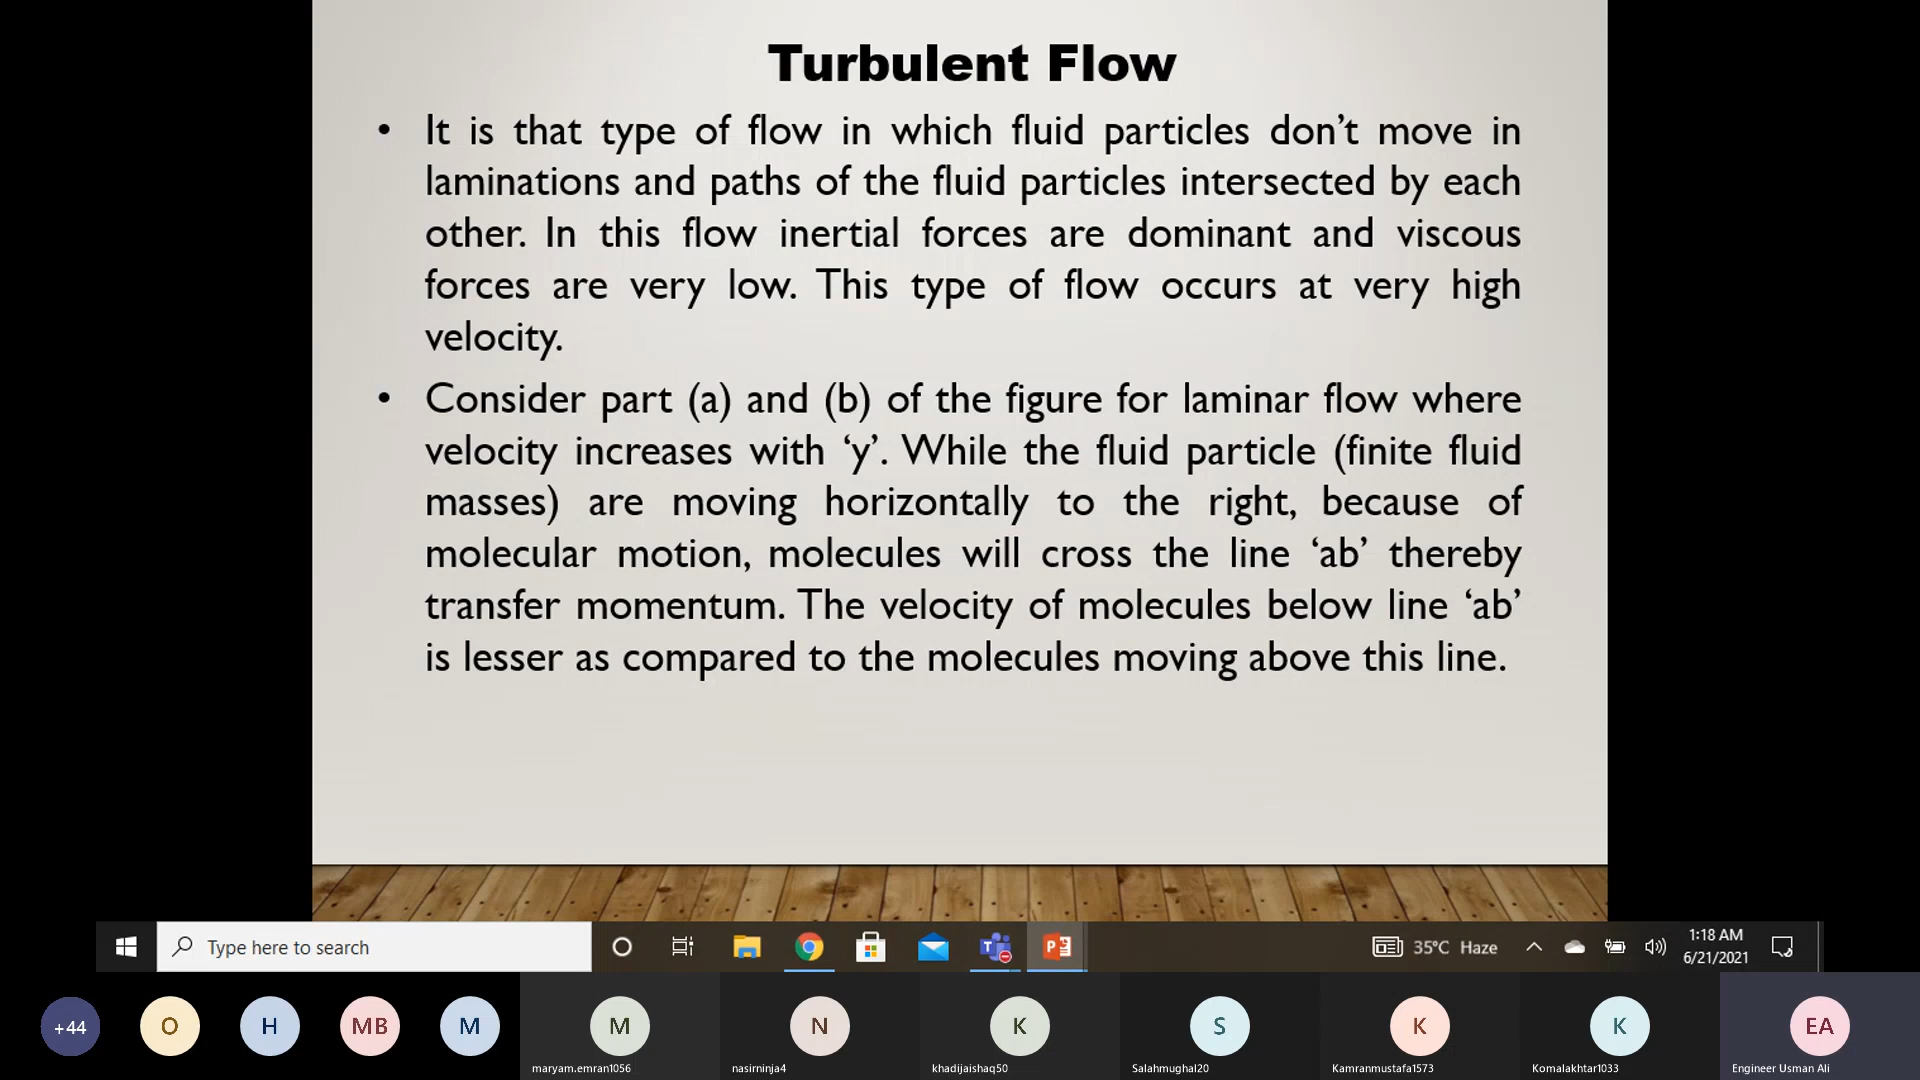 Turbulent Flow
• It is that type of flow in which fluid particles don’t move in
laminations and paths of the fluid particles intersected by each
other. In this flow inertial forces are dominant and viscous
forces are very low. This type of flow occurs at very high
velocity.
• Consider part (a) and (b) of the figure for laminar flow where
velocity increases with ‘y’. While the fluid particle (finite fluid
masses) are moving horizontally to the right, because of
molecular motion, molecules will cross the line ‘ab’ thereby
transfer momentum. The velocity of molecules below line ‘ab’
is lesser as compared to the molecules moving above this line.
Type here to search
35°C Haze
1:18 AM
6/21/2021
+44
O
H
MB
M
M
N
K
S
K
K
EA
maryam.emran1056
nasirninja4
khadijaishaq50
Salahmughal20
Kamranmustafa1573
Komalakhtar1033
Engineer Usman Ali